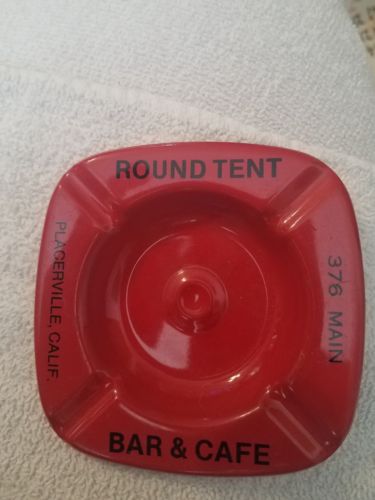 ROUND TENT
376 MAIN
BAR & CAFE
PLACERVILLE, CALIF.